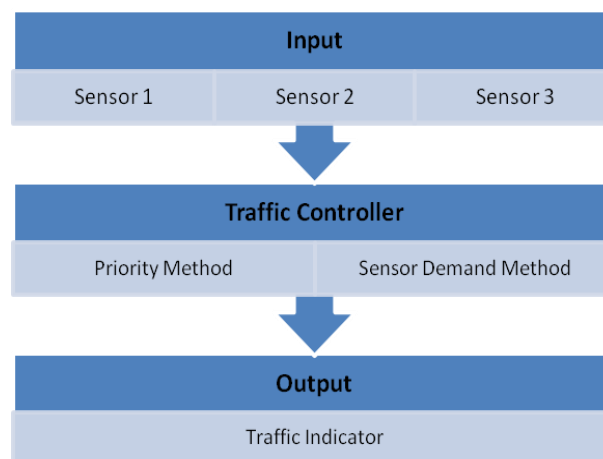 Input
Sensor 1 Sensor 2 Sensor 3
Traffic Controller
Priority Method Sensor Demand Method
Output
Traffic Indicator